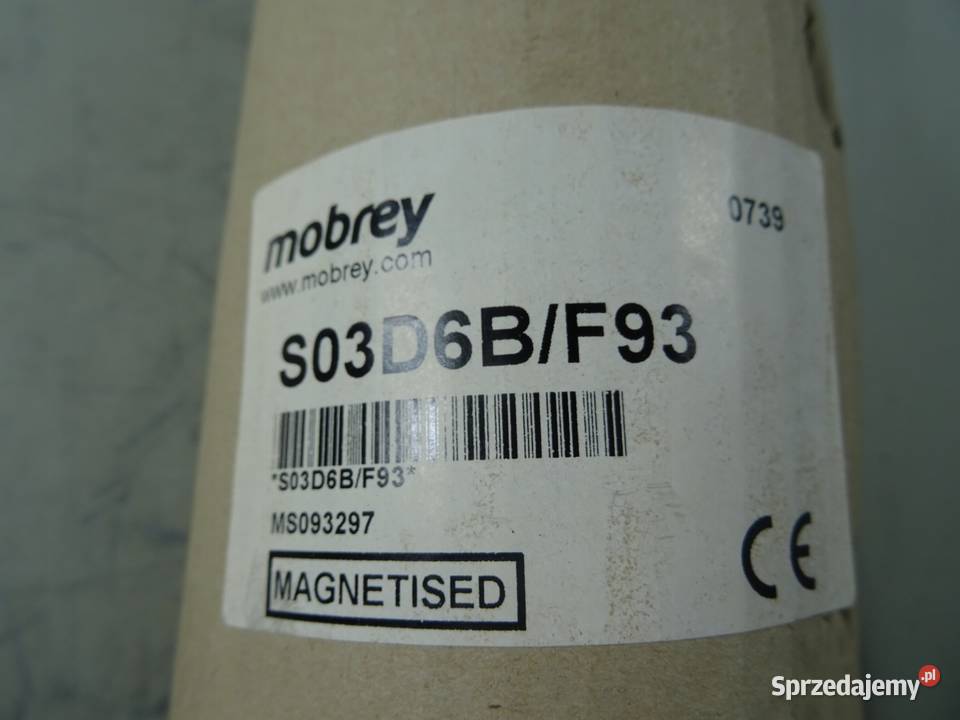 mobrey
www.mobrey.com
0739
S03D6B/F93
*S03D6B/F93*
MS093297
MAGNETISED
CE
Sprzedajemy.pl